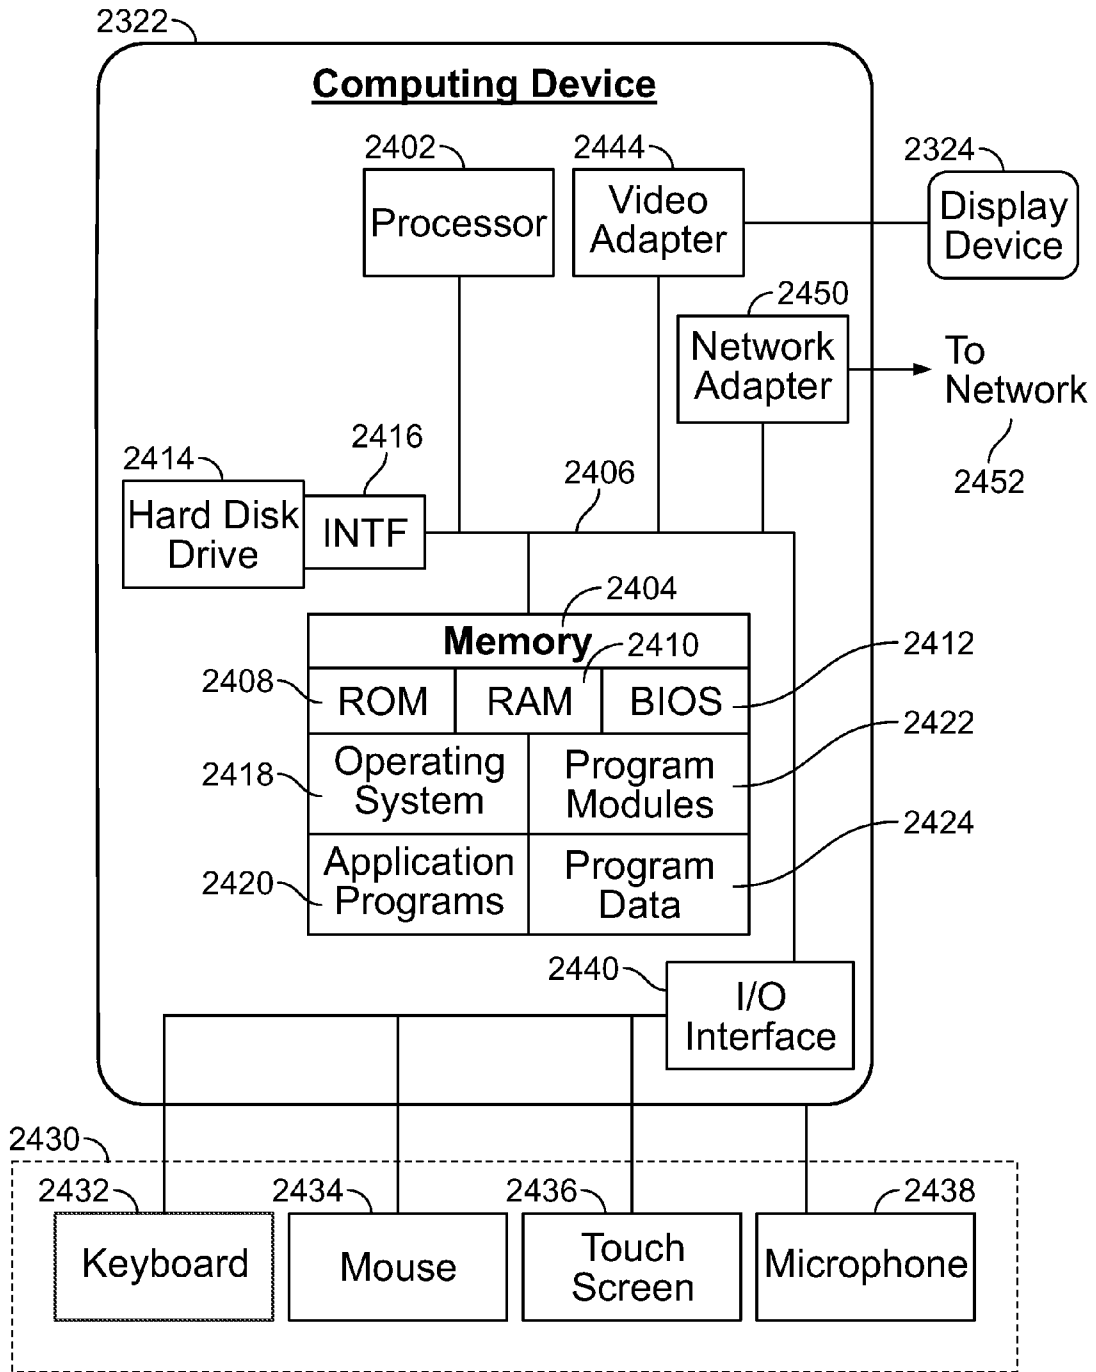 2322
Computing Device
2402
2444
2324
Processor
Video
Adapter
Display
Device
2450
Network
Adapter
To
Network
2452
2414
2416
2406
Hard Disk
Drive
INTF
2404
Memory
2410
2412
2408
ROM
RAM
BIOS
2422
2418
Operating
System
Program
Modules
2424
2420
Application
Programs
Program
Data
2440
I/O
Interface
2430
2432
2434
2436
2438
Keyboard
Mouse
Touch
Screen
Microphone